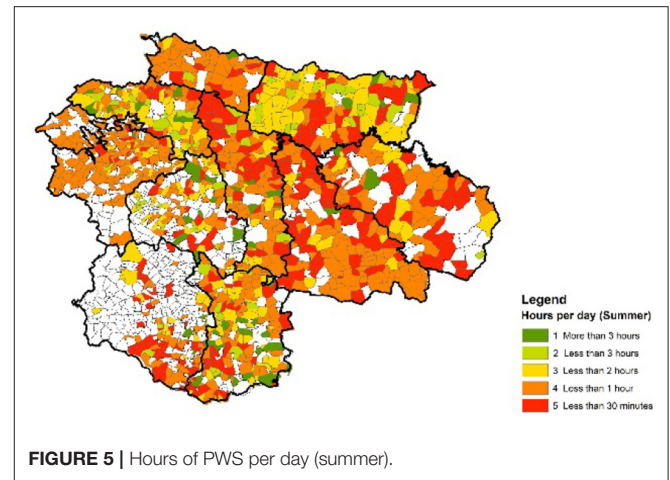 Legend
Hours per day (Summer)
1 More than 3 hours
2 Less than 3 hours
3 Less than 2 hours
4 Less than 1 hour
5 Less than 30 minutes
FIGURE 5 | Hours of PWS per day (summer).